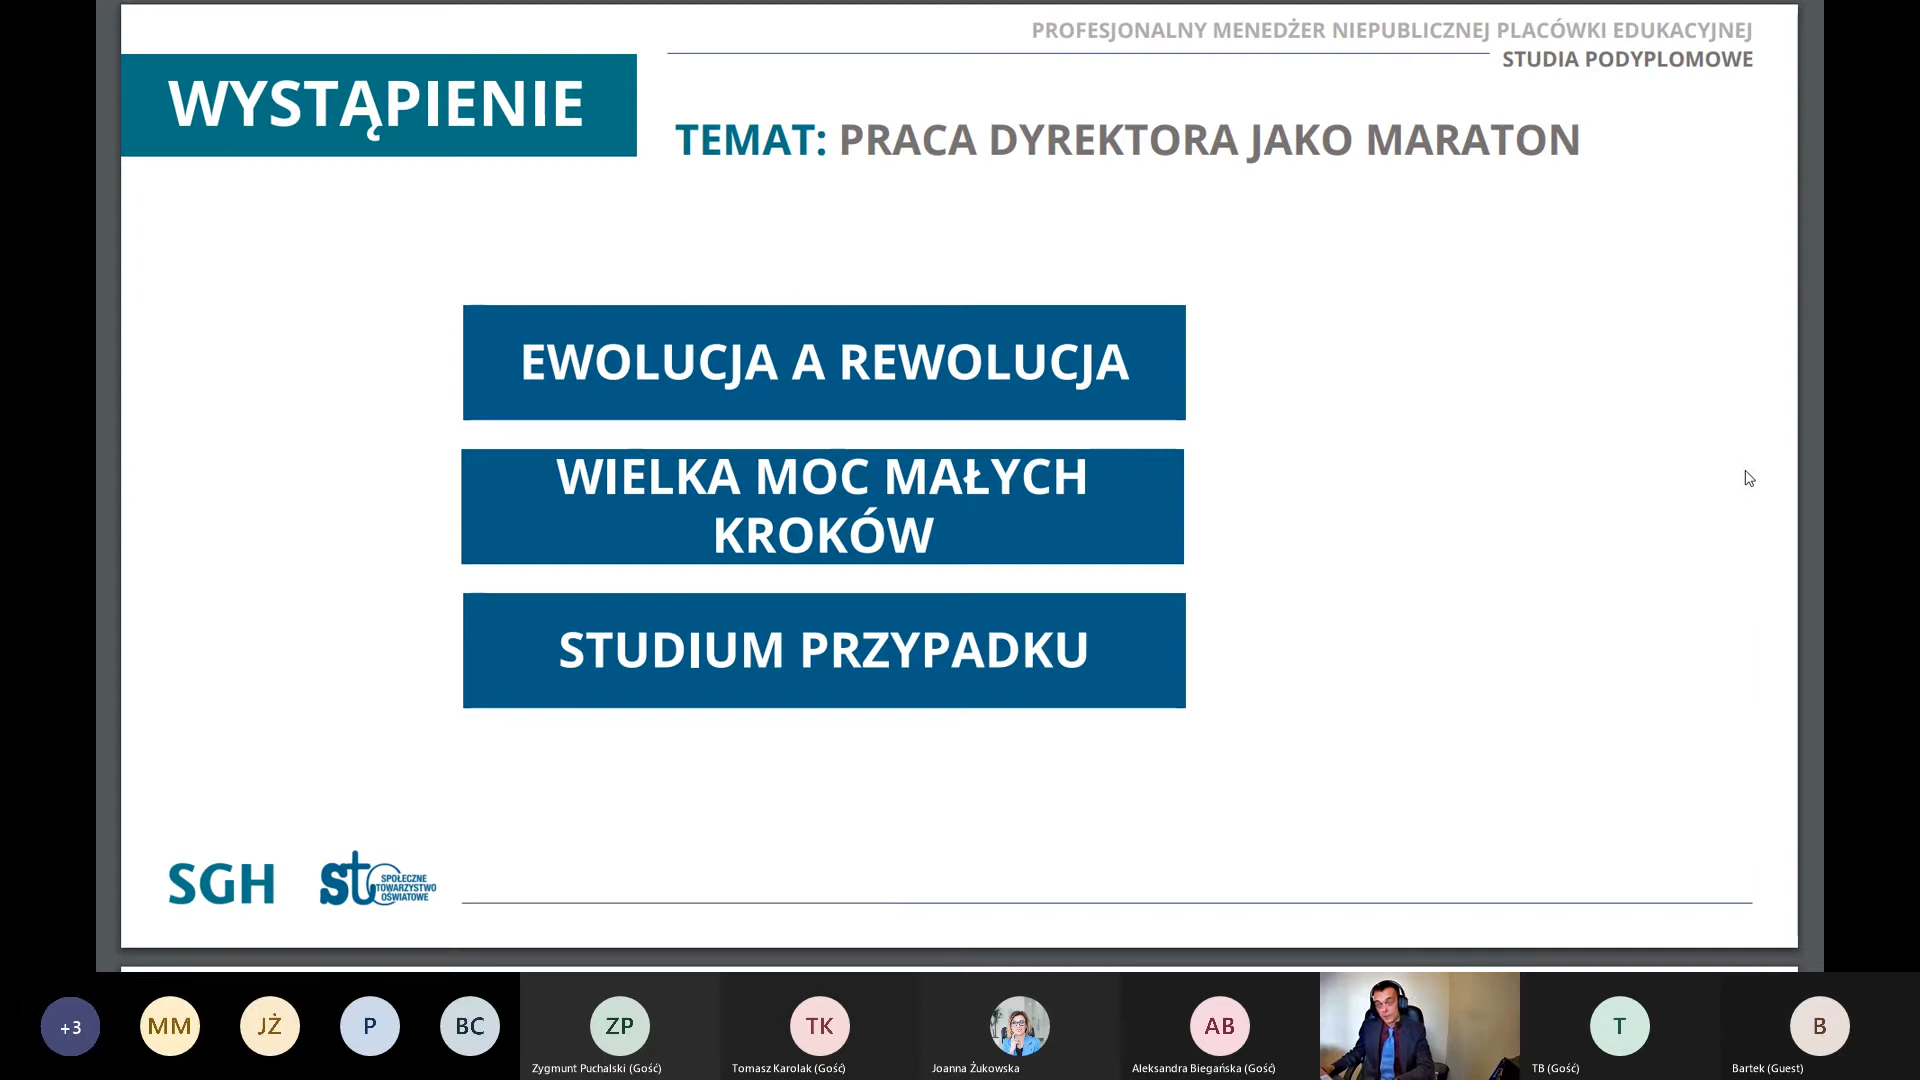 PROFESJONALNY MENEDŻER NIEPUBLICZNEJ PLACÓWKI EDUKACYJNEJ
STUDIA PODYPLOMOWE
WYSTĄPIENIE
TEMAT: PRACA DYREKTORA JAKO MARATON
EWOLUCJA A REWOLUCJA
WIELKA MOC MAŁYCH
KROKÓW
STUDIUM PRZYPADKU
SGH
sto
SPOŁECZNE
TOWARZYSTWO
OŚWIATOWE
+3
MM
JŻ
P
BC
ZP
TK
AB
T
B
Zygmunt Puchalski (Gość)
Tomasz Karolak (Gość)
Joanna Żukowska
Aleksandra Biegańska (Gość)
TB (Gość)
Bartek (Guest)